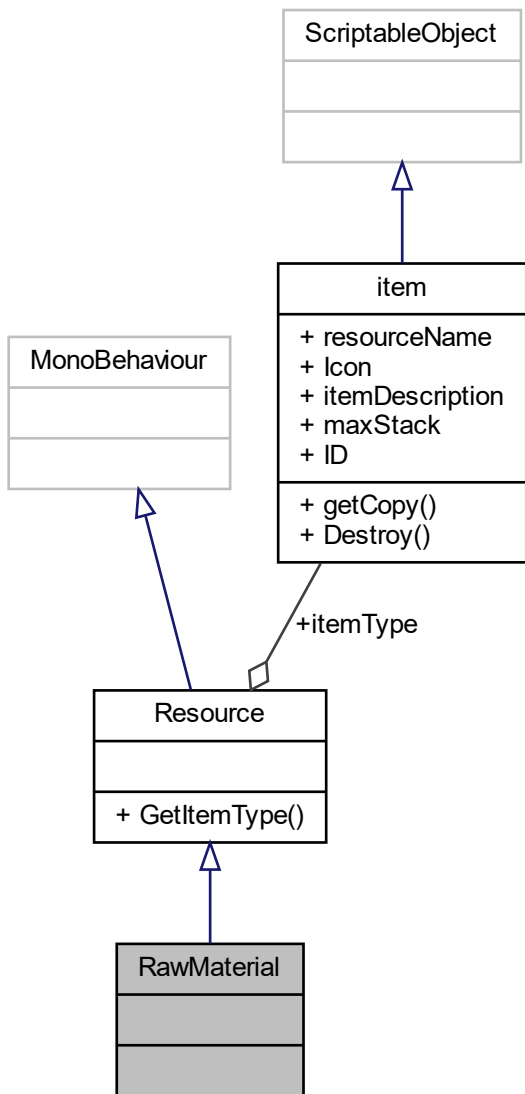 ScriptableObject
item
+ resourceName
+ Icon
+ itemDescription
+ maxStack
+ ID
+ getCopy()
+ Destroy()
MonoBehaviour
+itemType
Resource
+ GetItemType()
RawMaterial